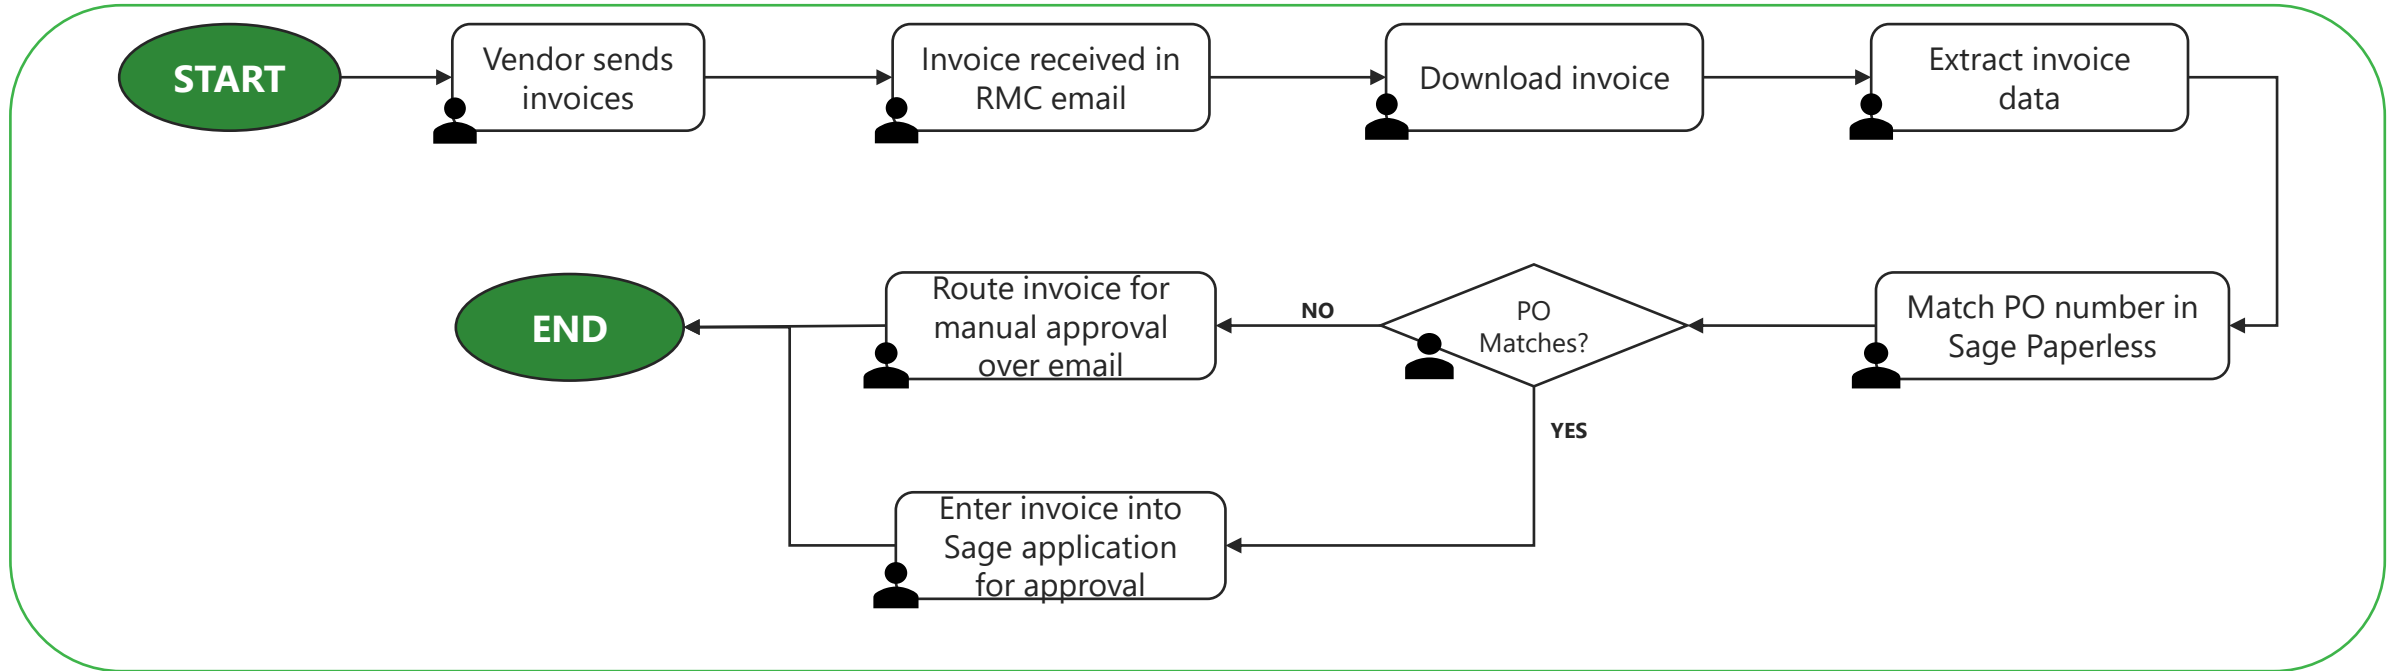 START
Vendor sends
invoices
Invoice received in
RMC email
Download invoice
Extract invoice
data
END
Route invoice for
manual approval
over email
NO
PO
Matches?
Match PO number in
Sage Paperless
YES
Enter invoice into
Sage application
for approval